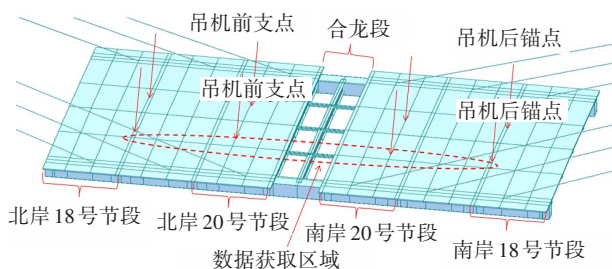 吊机前支点
合龙段
吊机后锚点
吊机前支点
吊机后锚点
北岸18号节段
北岸20号节段
南岸20号节段
南岸18号节段
数据获取区域